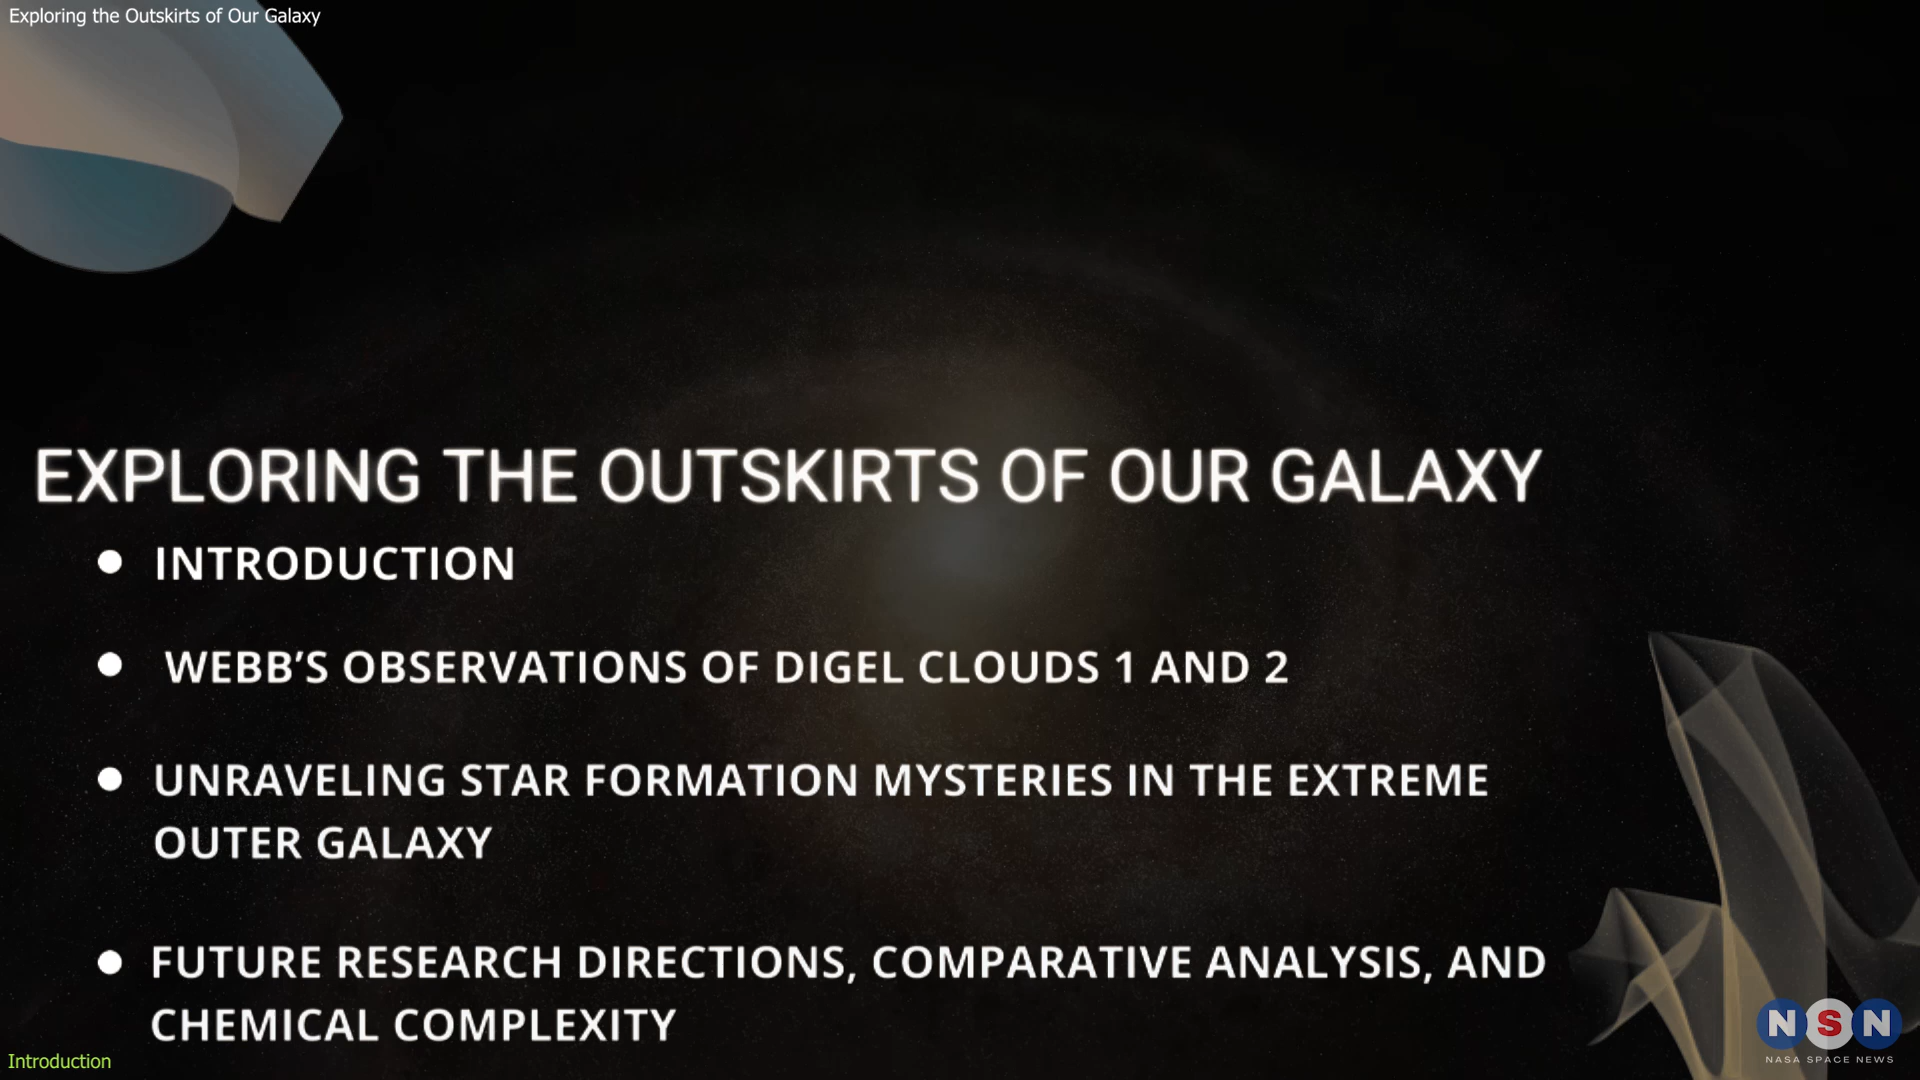 Exploring the Outskirts of Our Galaxy
EXPLORING THE OUTSKIRTS OF OUR GALAXY
● INTRODUCTION
● WEBB’S OBSERVATIONS OF DIGEL CLOUDS 1 AND 2
● UNRAVELING STAR FORMATION MYSTERIES IN THE EXTREME
OUTER GALAXY
● FUTURE RESEARCH DIRECTIONS, COMPARATIVE ANALYSIS, AND
CHEMICAL COMPLEXITY
NSN
NASA SPACE NEWS
Introduction